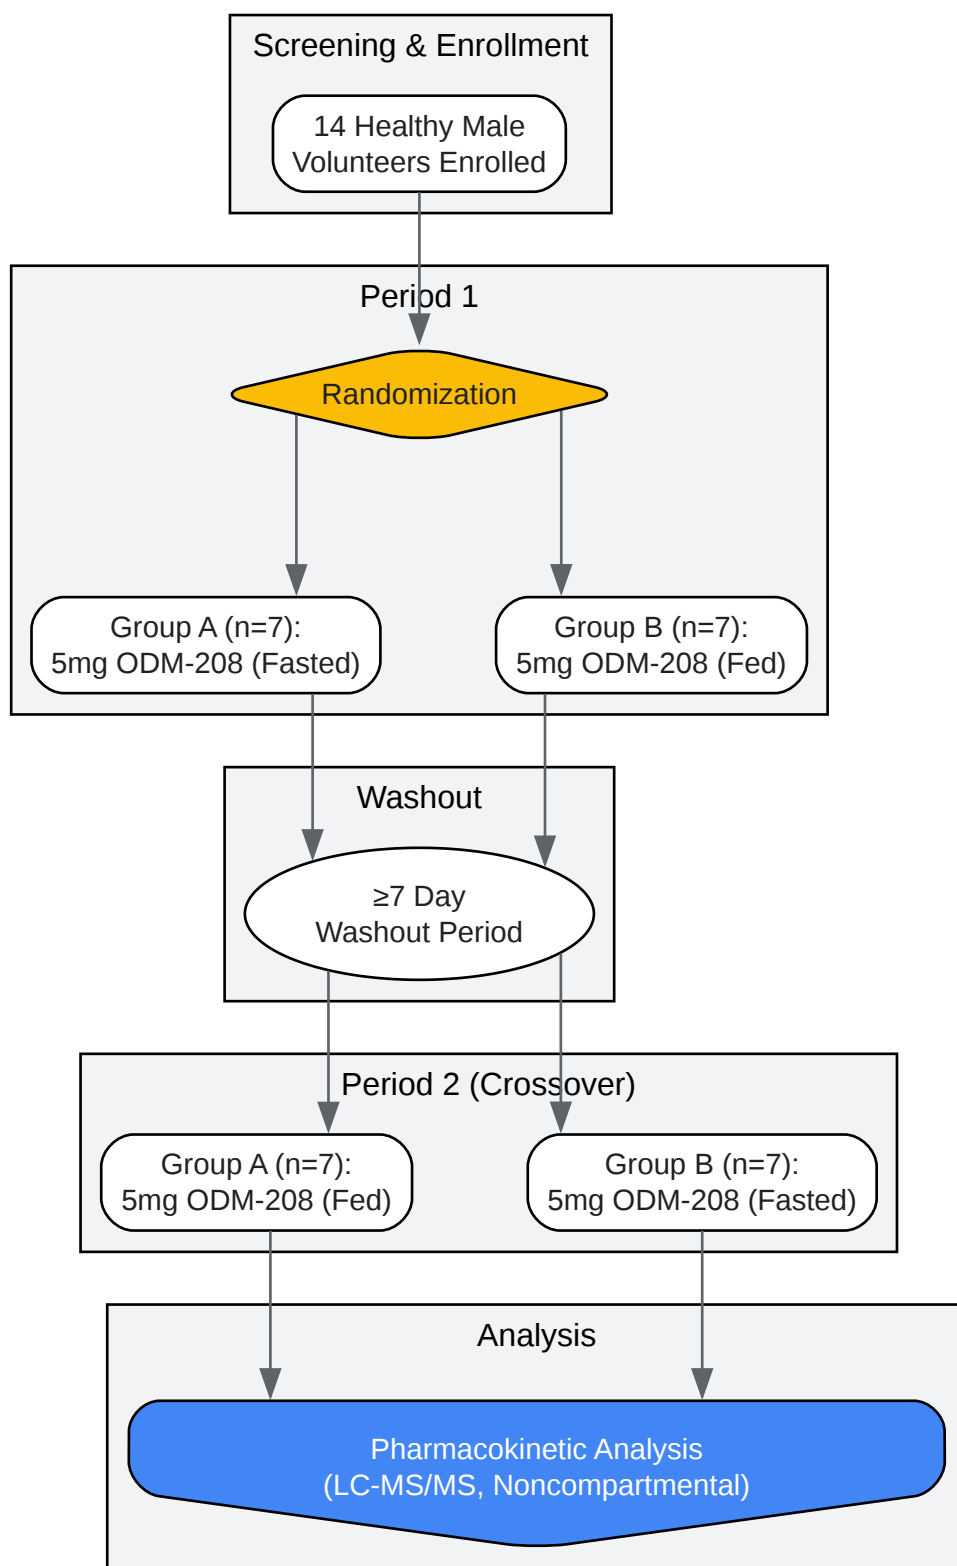 Screening & Enrollment
14 Healthy Male
Volunteers Enrolled
Period 1
Randomization
Group A (n=7):
5mg ODM-208 (Fasted)
Group B (n=7):
5mg ODM-208 (Fed)
Washout
≥7 Day
Washout Period
Period 2 (Crossover)
Group A (n=7):
5mg ODM-208 (Fed)
Group B (n=7):
5mg ODM-208 (Fasted)
Analysis
Pharmacokinetic Analysis
(LC-MS/MS, Noncompartmental)